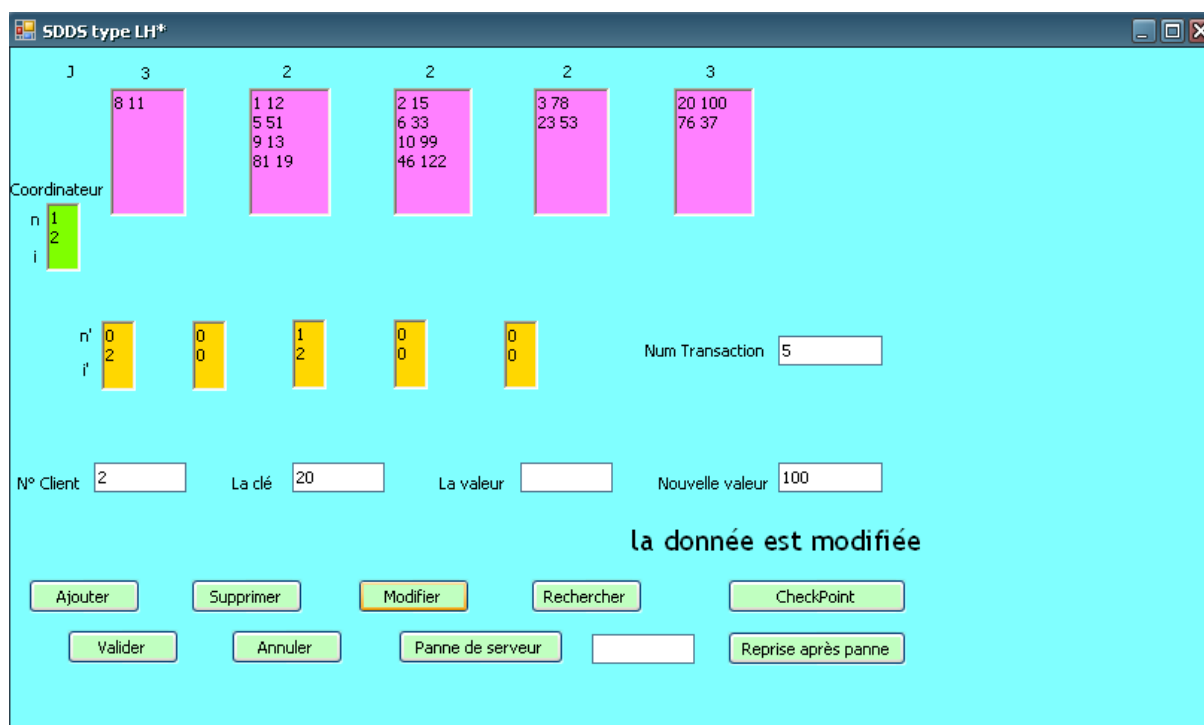 SDDS type LH*
J 3 2 2 2 3
8 11 1 12 2 15 3 78 20 100
5 51 6 33 23 53 76 37
9 13 10 99
81 19 46 122
Coordinateur
n 1
2
i
n' 0 0 1 0 0
2 0 2 0 0
i'
Num Transaction 5
N° Client 2 La clé 20 La valeur Nouvelle valeur 100
la donnée est modifiée
Ajouter Supprimer Modifier Rechercher CheckPoint
Valider Annuler Panne de serveur Reprise après panne